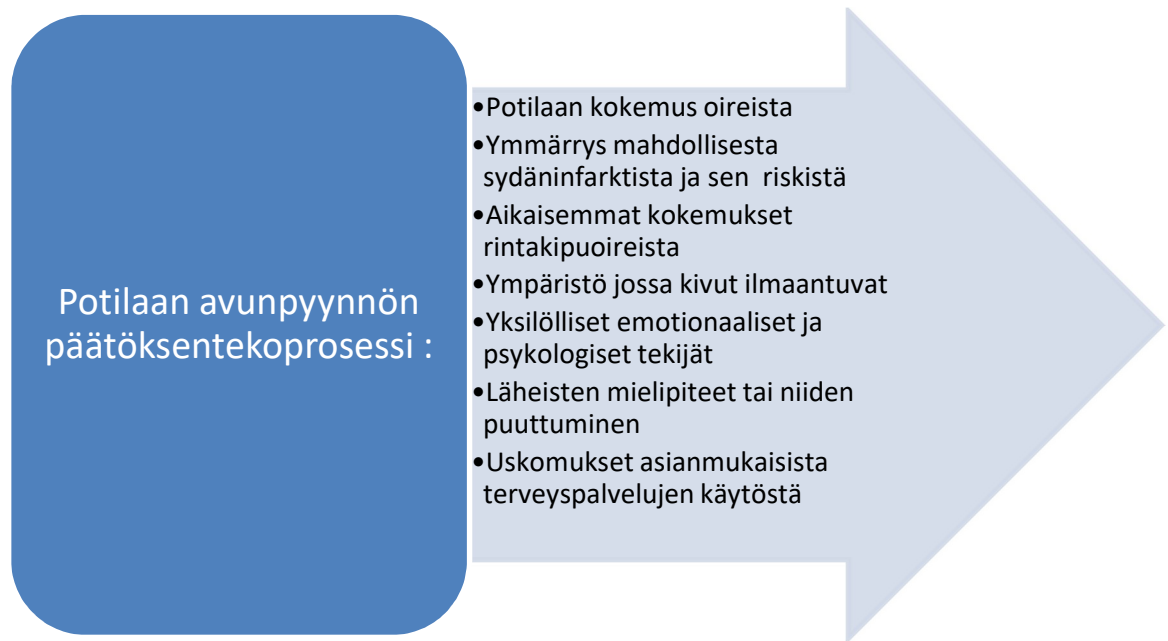 Potilaan avunpyynnön
päätöksentekoprosessi :
•Potilaan kokemus oireista
•Ymmärrys mahdollisesta
sydäninfarktista ja sen riskistä
•Aikaisemmat kokemukset
rintakipuoireista
•Ympäristö jossa kivut ilmaantuvat
•Yksilölliset emotionaaliset ja
psykologiset tekijät
•Läheisten mielipiteet tai niiden
puuttuminen
•Uskomukset asianmukaisista
terveyspalvelujen käytöstä